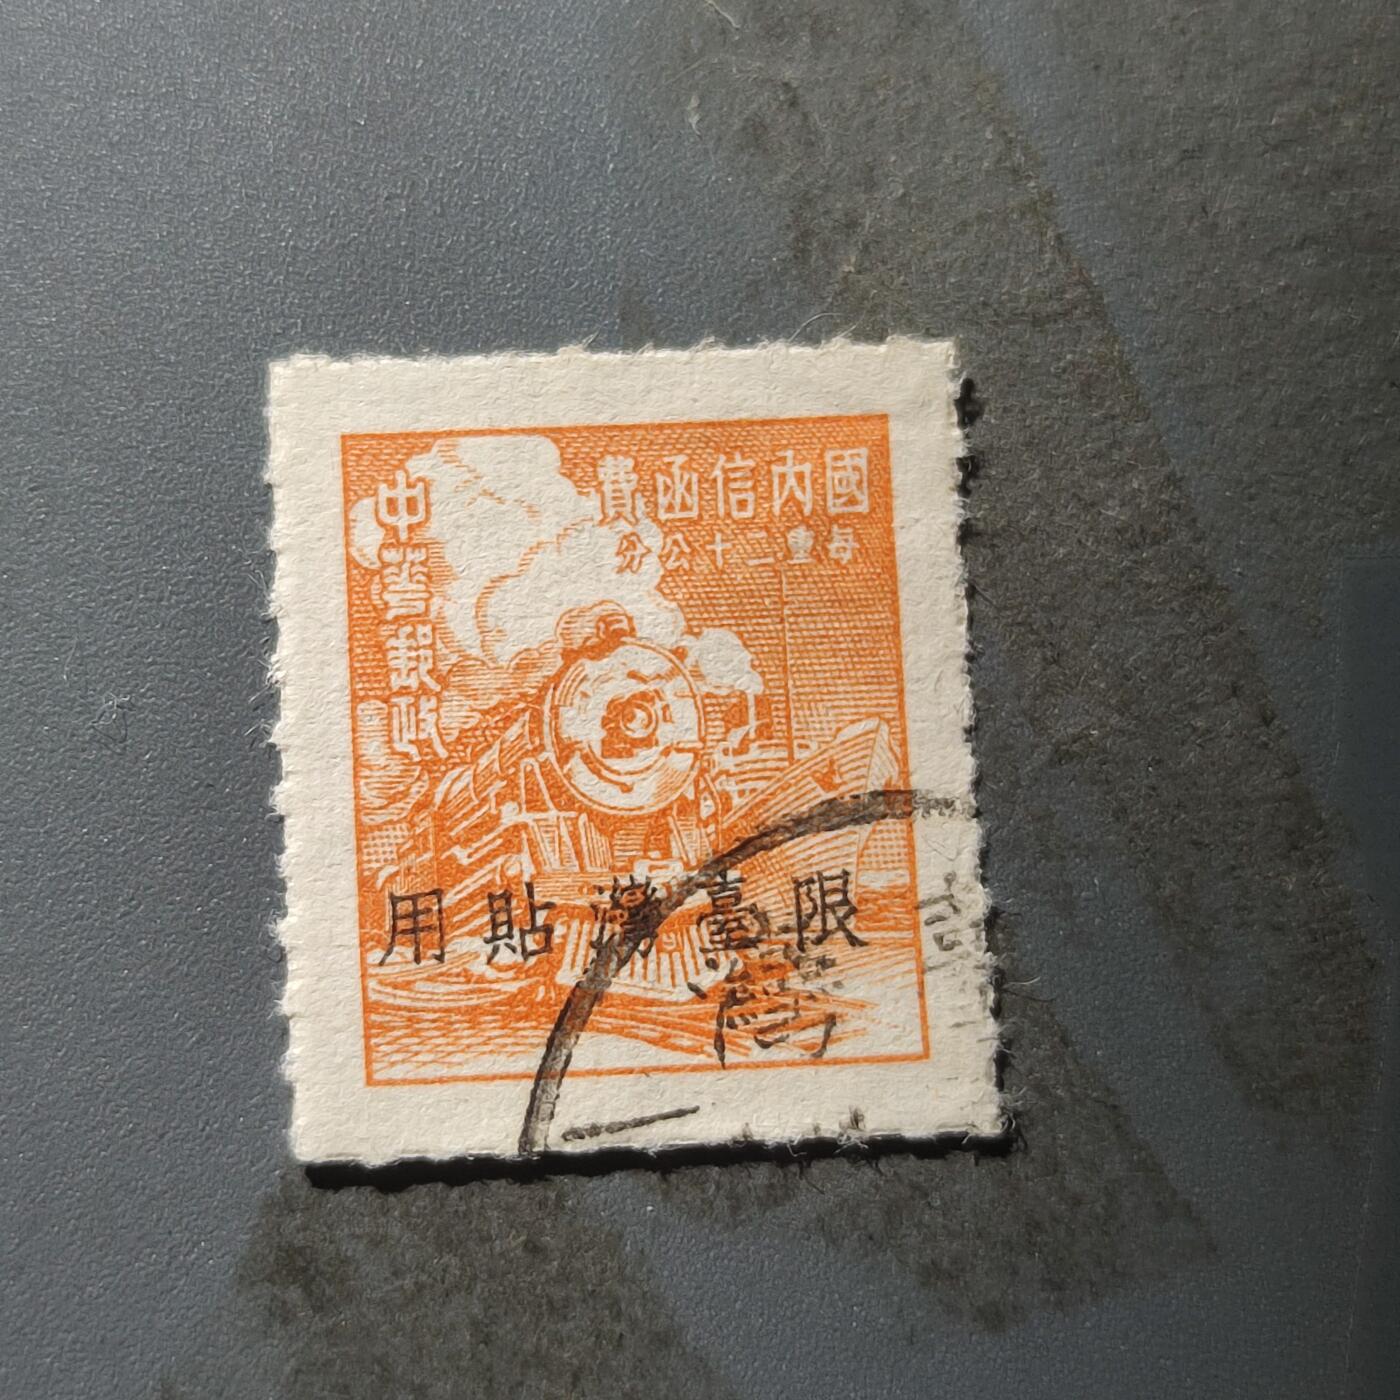 國內信函費
每重二十公分
中華郵政
限臺灣貼用
灣